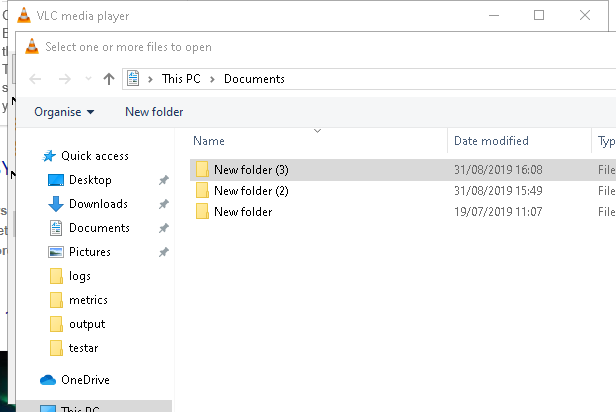 VLC media player
Select one or more files to open
This PC > Documents
Organise New folder
Name Date modified Typ
Quick access
New folder (3) 31/08/2019 16:08 File
Desktop
New folder (2) 31/08/2019 15:49 File
Downloads
New folder 19/07/2019 11:07 File
Documents
Pictures
logs
metrics
output
testar
OneDrive
This PC